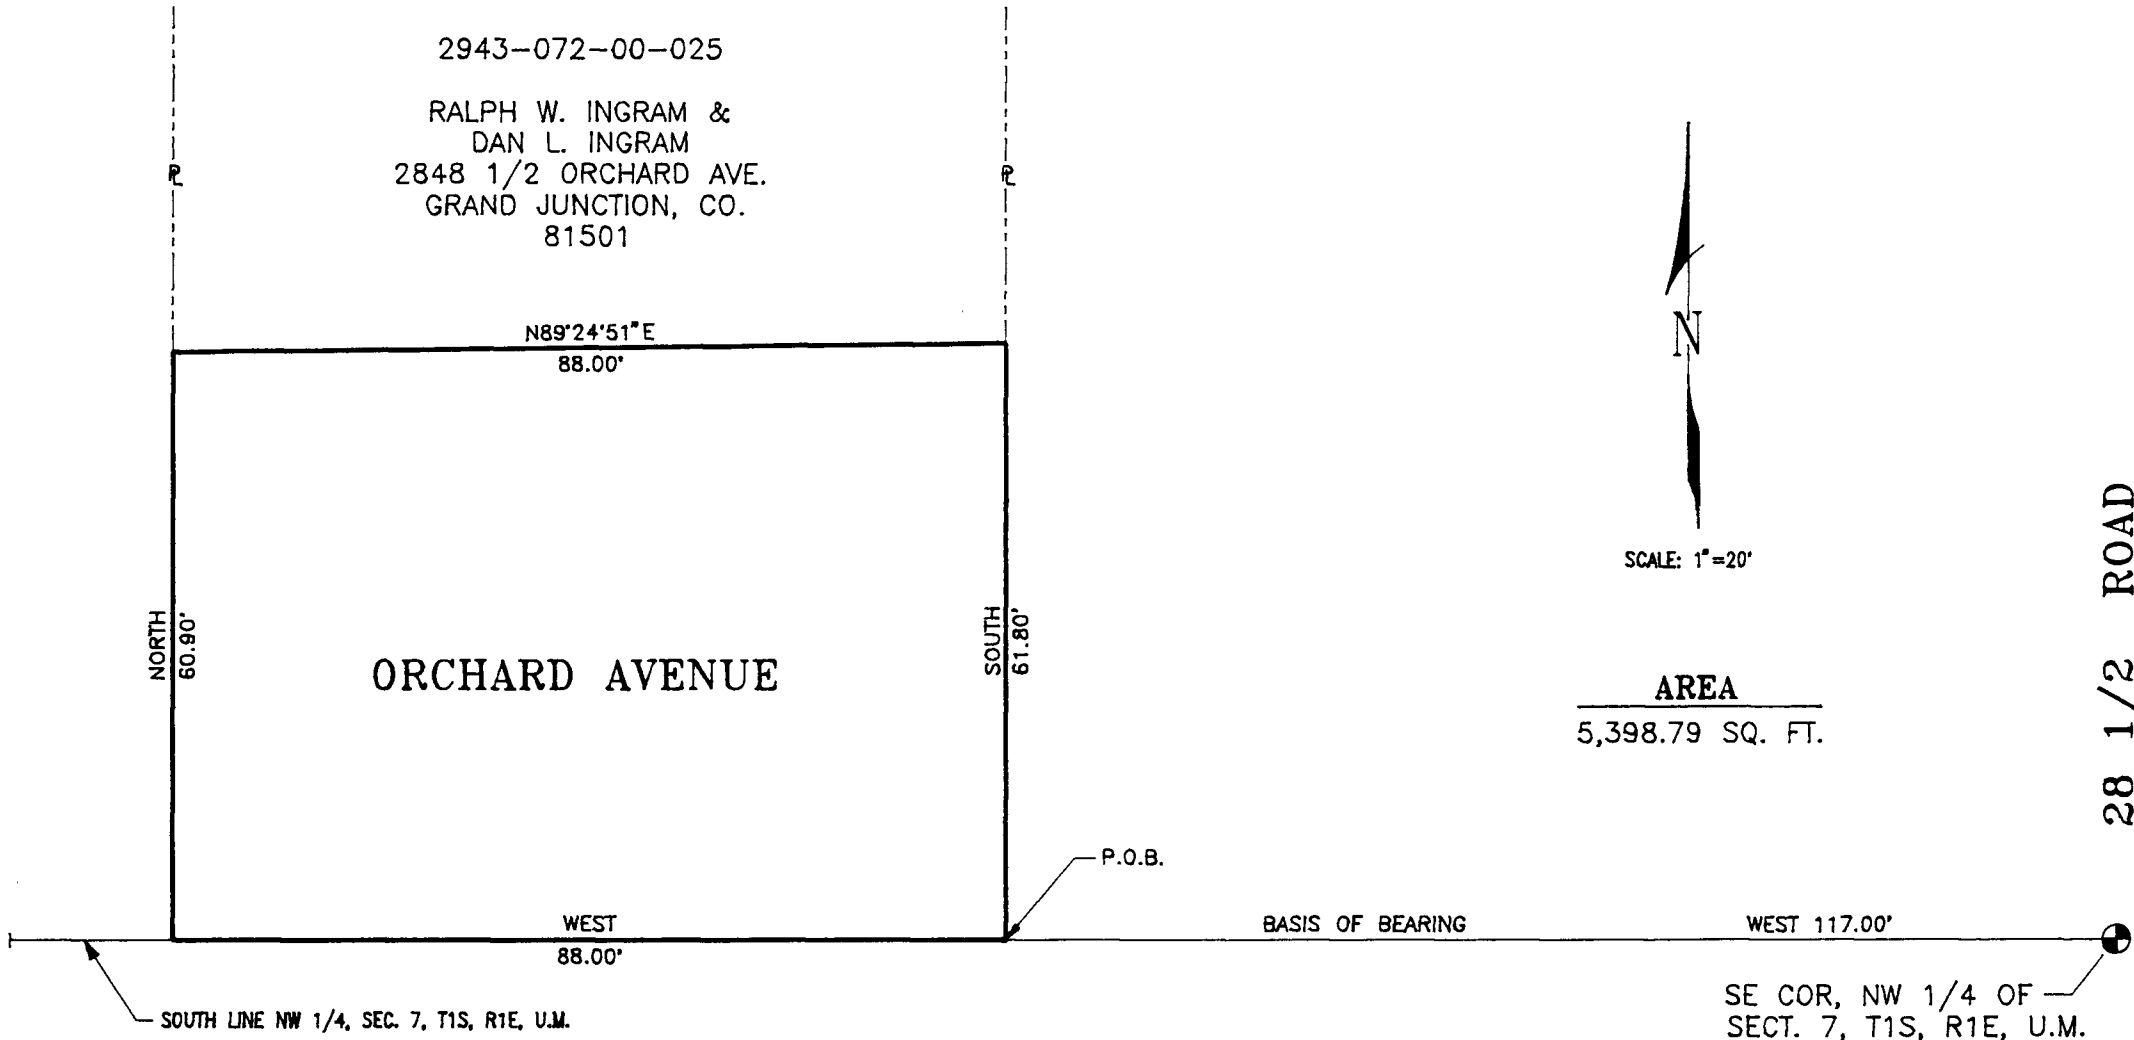 2943-072-00-025
RALPH W. INGRAM &
DAN L. INGRAM
2848 1/2 ORCHARD AVE.
GRAND JUNCTION, CO.
81501
PL
PL
N89°24'51"E
88.00'
N
SCALE: 1"=20'
NORTH
60.90'
ORCHARD AVENUE
SOUTH
61.80'
AREA
5,398.79 SQ. FT.
28 1/2 ROAD
P.O.B.
WEST
88.00'
BASIS OF BEARING
WEST 117.00'
SOUTH LINE NW 1/4, SEC. 7, T1S, R1E, U.M.
SE COR, NW 1/4 OF
SECT. 7, T1S, R1E, U.M.